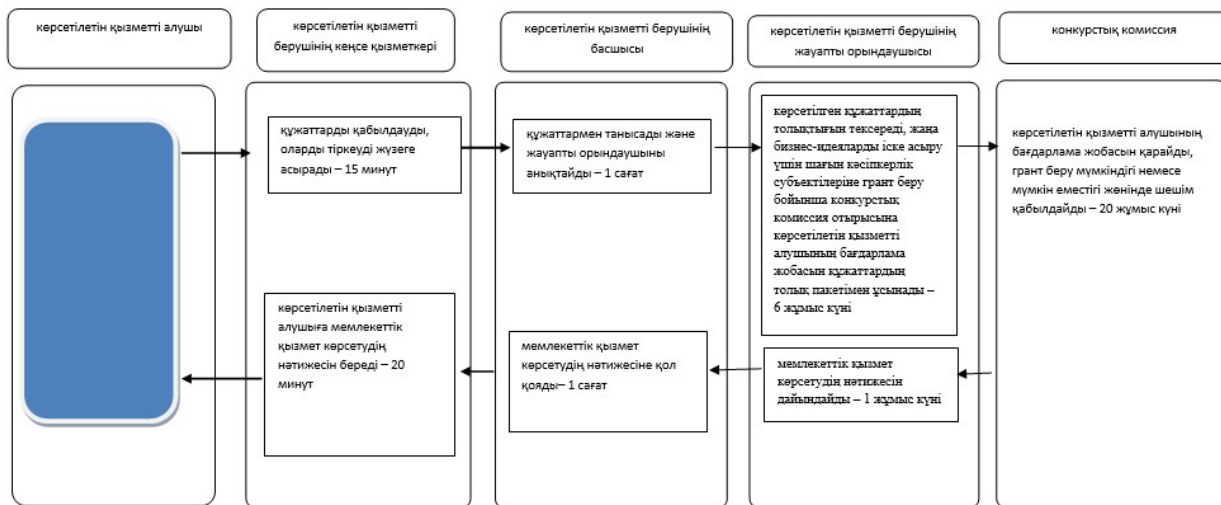 көрсетілетін қызметті алушы
көрсетілетін қызметті
берушінің кеңсе қызметкері
көрсетілетін қызметті берушінің
басшысы
көрсетілетін қызметті берушінің
жауапты орындаушысы
конкурстық комиссия
құжаттарды қабылдауды,
оларды тіркеуді жүзеге
асырады – 15 минут
құжаттармен танысады және
жауапты орындаушыны
анықтайды – 1 сағат
көрсетілген құжаттардың
толықтығын тексереді, жаңа
бизнес-идеяларды іске асыру
үшін шағын кәсіпкерлік
субъектілеріне грант беру
бойынша конкурстық
комиссия отырысына
көрсетілетін қызметті
алушының бағдарлама
жобасын құжаттардың
толық пакетімен ұсынады –
6 жұмыс күні
көрсетілетін қызметті алушының
бағдарлама жобасын қарайды,
грант беру мүмкіндігі немесе
мүмкін еместігі жөнінде шешім
қабылдайды – 20 жұмыс күні
көрсетілетін қызметті
алушыға мемлекеттік
қызмет көрсетудің
нәтижесін береді – 20
минут
мемлекеттік қызмет
көрсетудің нәтижесіне қол
қояды– 1 сағат
мемлекеттік қызмет
көрсетудің нәтижесін
дайындайды – 1 жұмыс күні